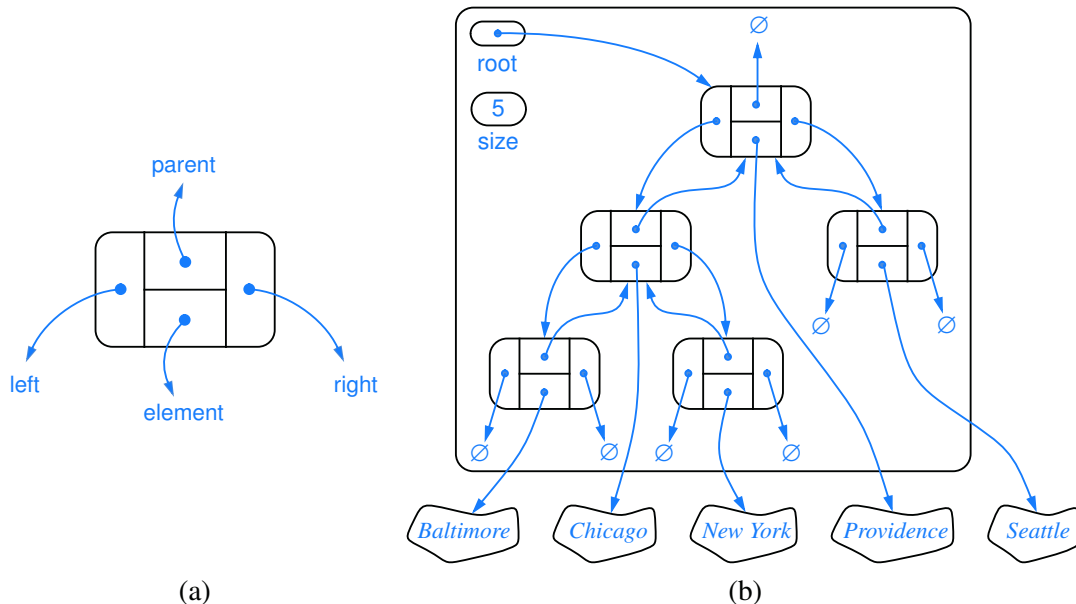 parent
left
right
element
(a)
root
5
size
∅
∅
∅
∅
∅
∅
∅
Baltimore
Chicago
New York
Providence
Seattle
(b)